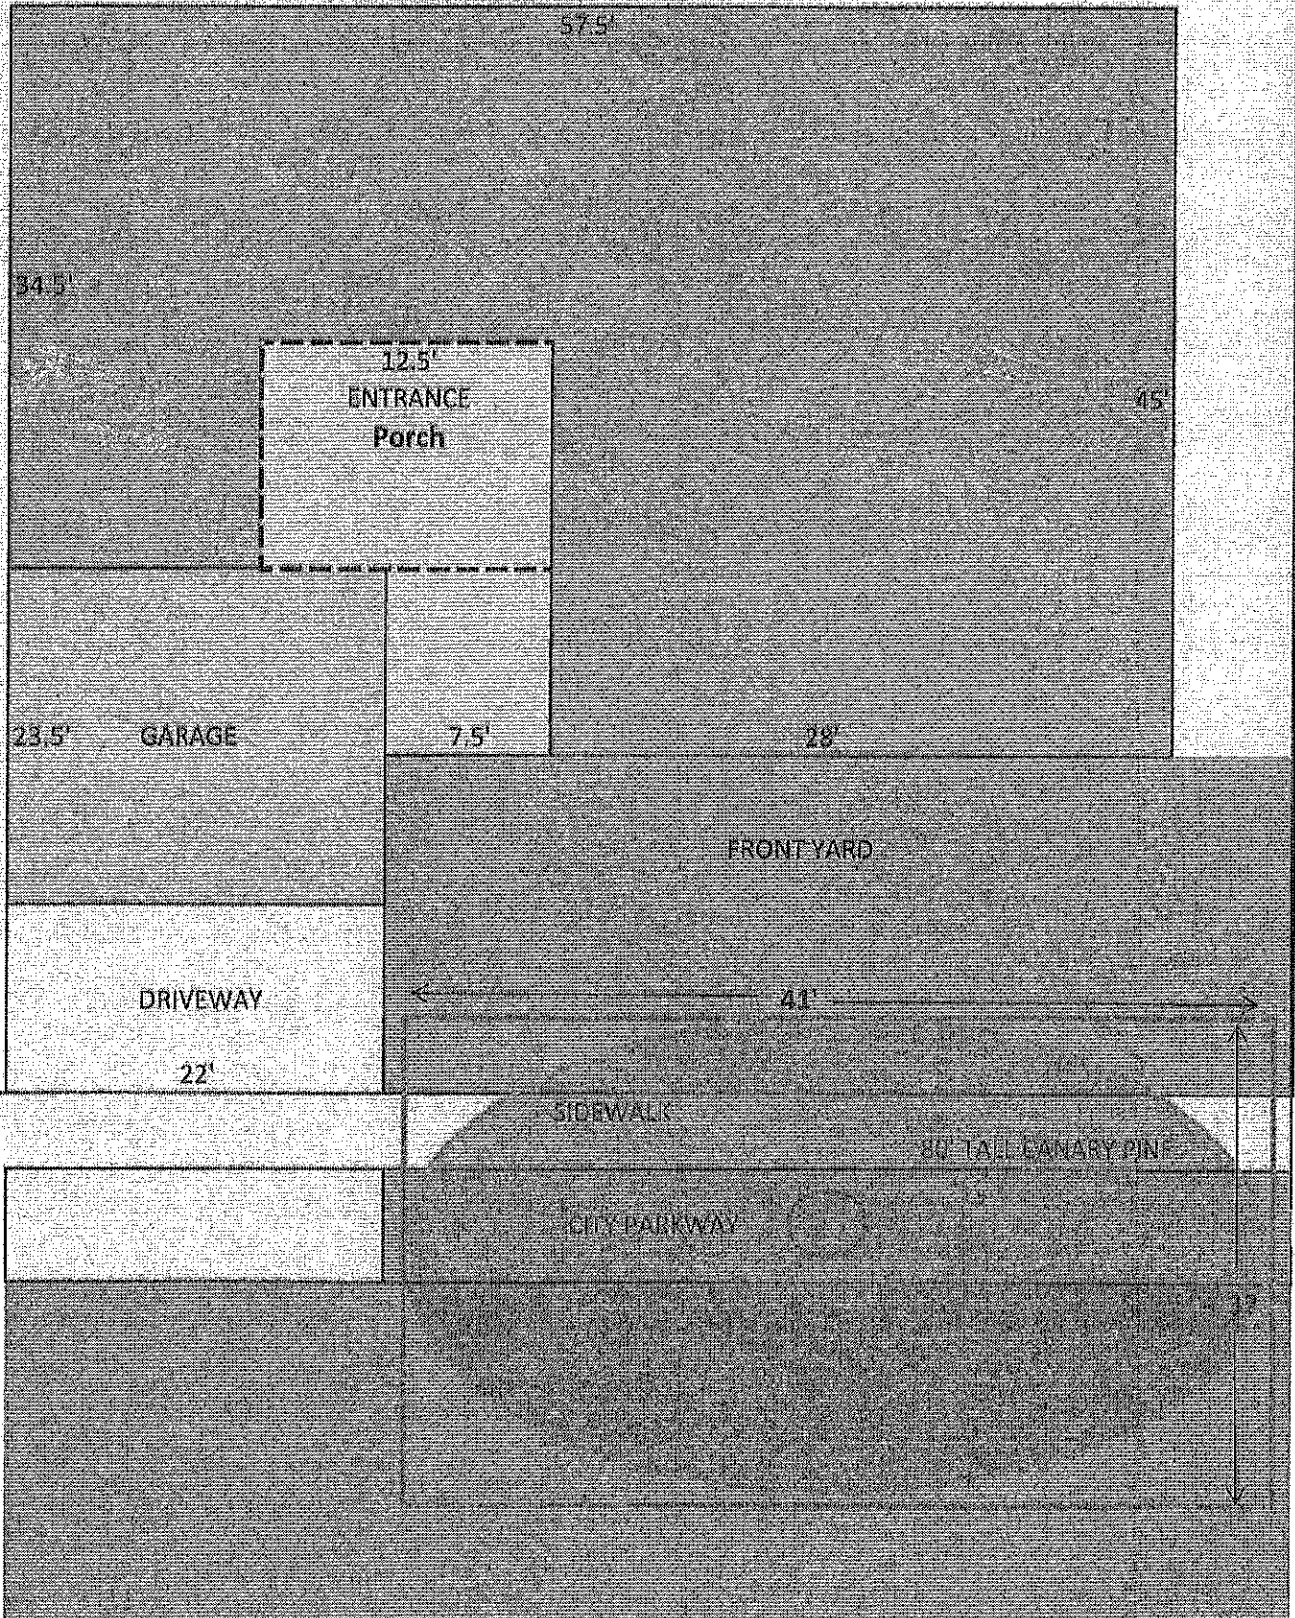 57.5'
34.5'
12.5'
ENTRANCE
Porch
45'
23.5'
GARAGE
7.5'
28'
FRONT YARD
DRIVEWAY
41'
22'
SIDEWALK
80' TALL CANARY PINE
CITY PARKWAY